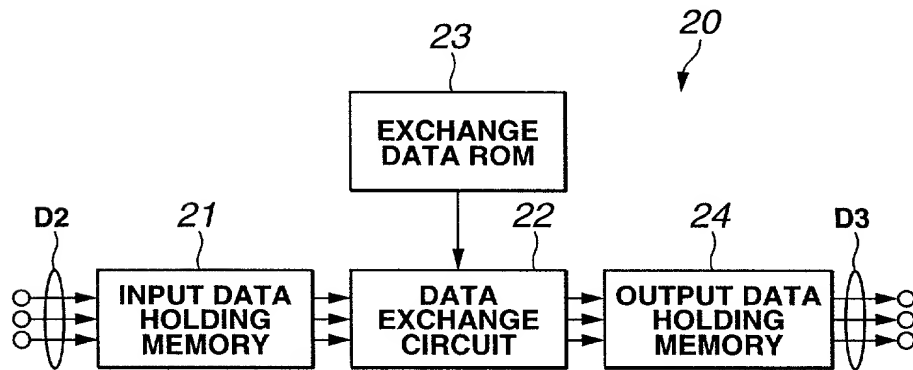 23
20
EXCHANGE
DATA ROM
D2
21
22
24
D3
INPUT DATA
HOLDING
MEMORY
DATA
EXCHANGE
CIRCUIT
OUTPUT DATA
HOLDING
MEMORY